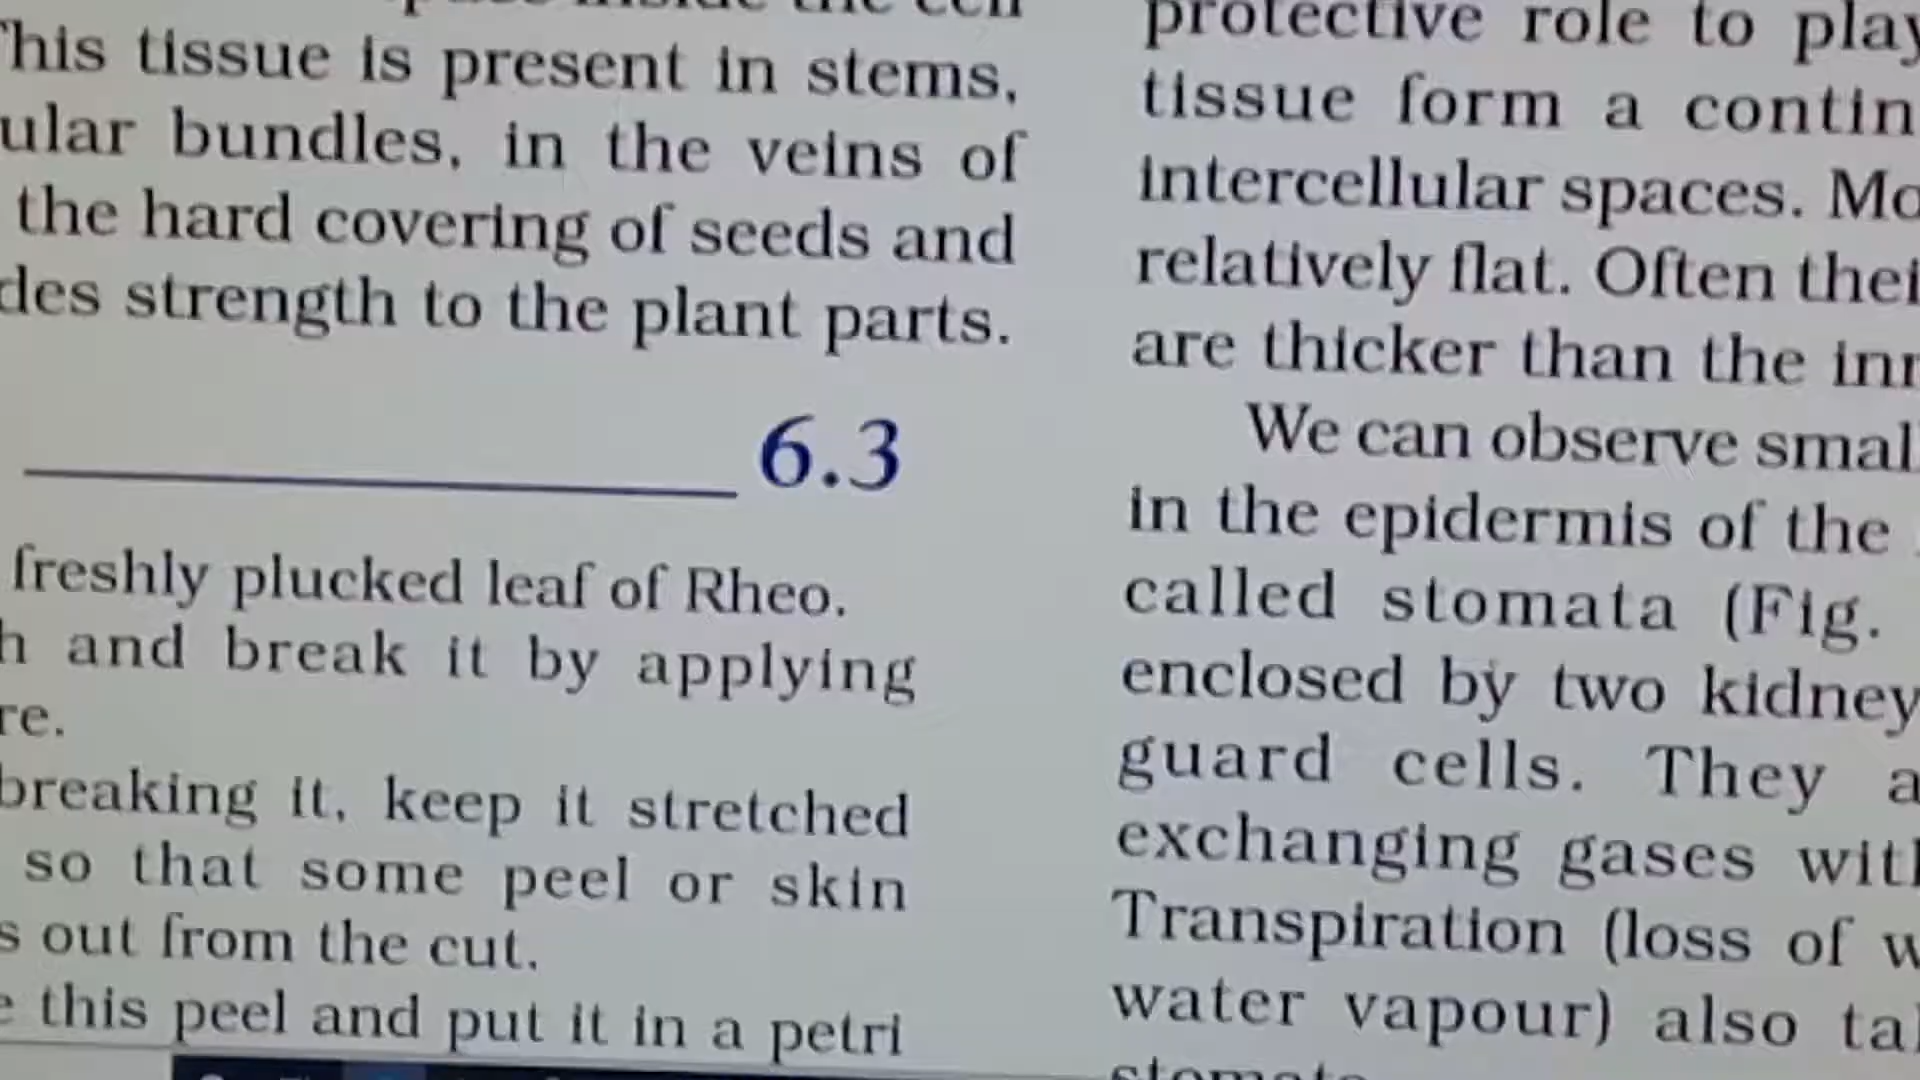 This tissue is present in stems,
ular bundles, in the veins of
the hard covering of seeds and
des strength to the plant parts.
6.3
freshly plucked leaf of Rheo.
h and break it by applying
re.
breaking it, keep it stretched
so that some peel or skin
s out from the cut.
e this peel and put it in a petri
protective role to play
tissue form a contin
intercellular spaces. Mo
relatively flat. Often thei
are thicker than the inn
We can observe smal
in the epidermis of the
called stomata (Fig.
enclosed by two kidney
guard cells. They a
exchanging gases with
Transpiration (loss of w
water vapour) also tak